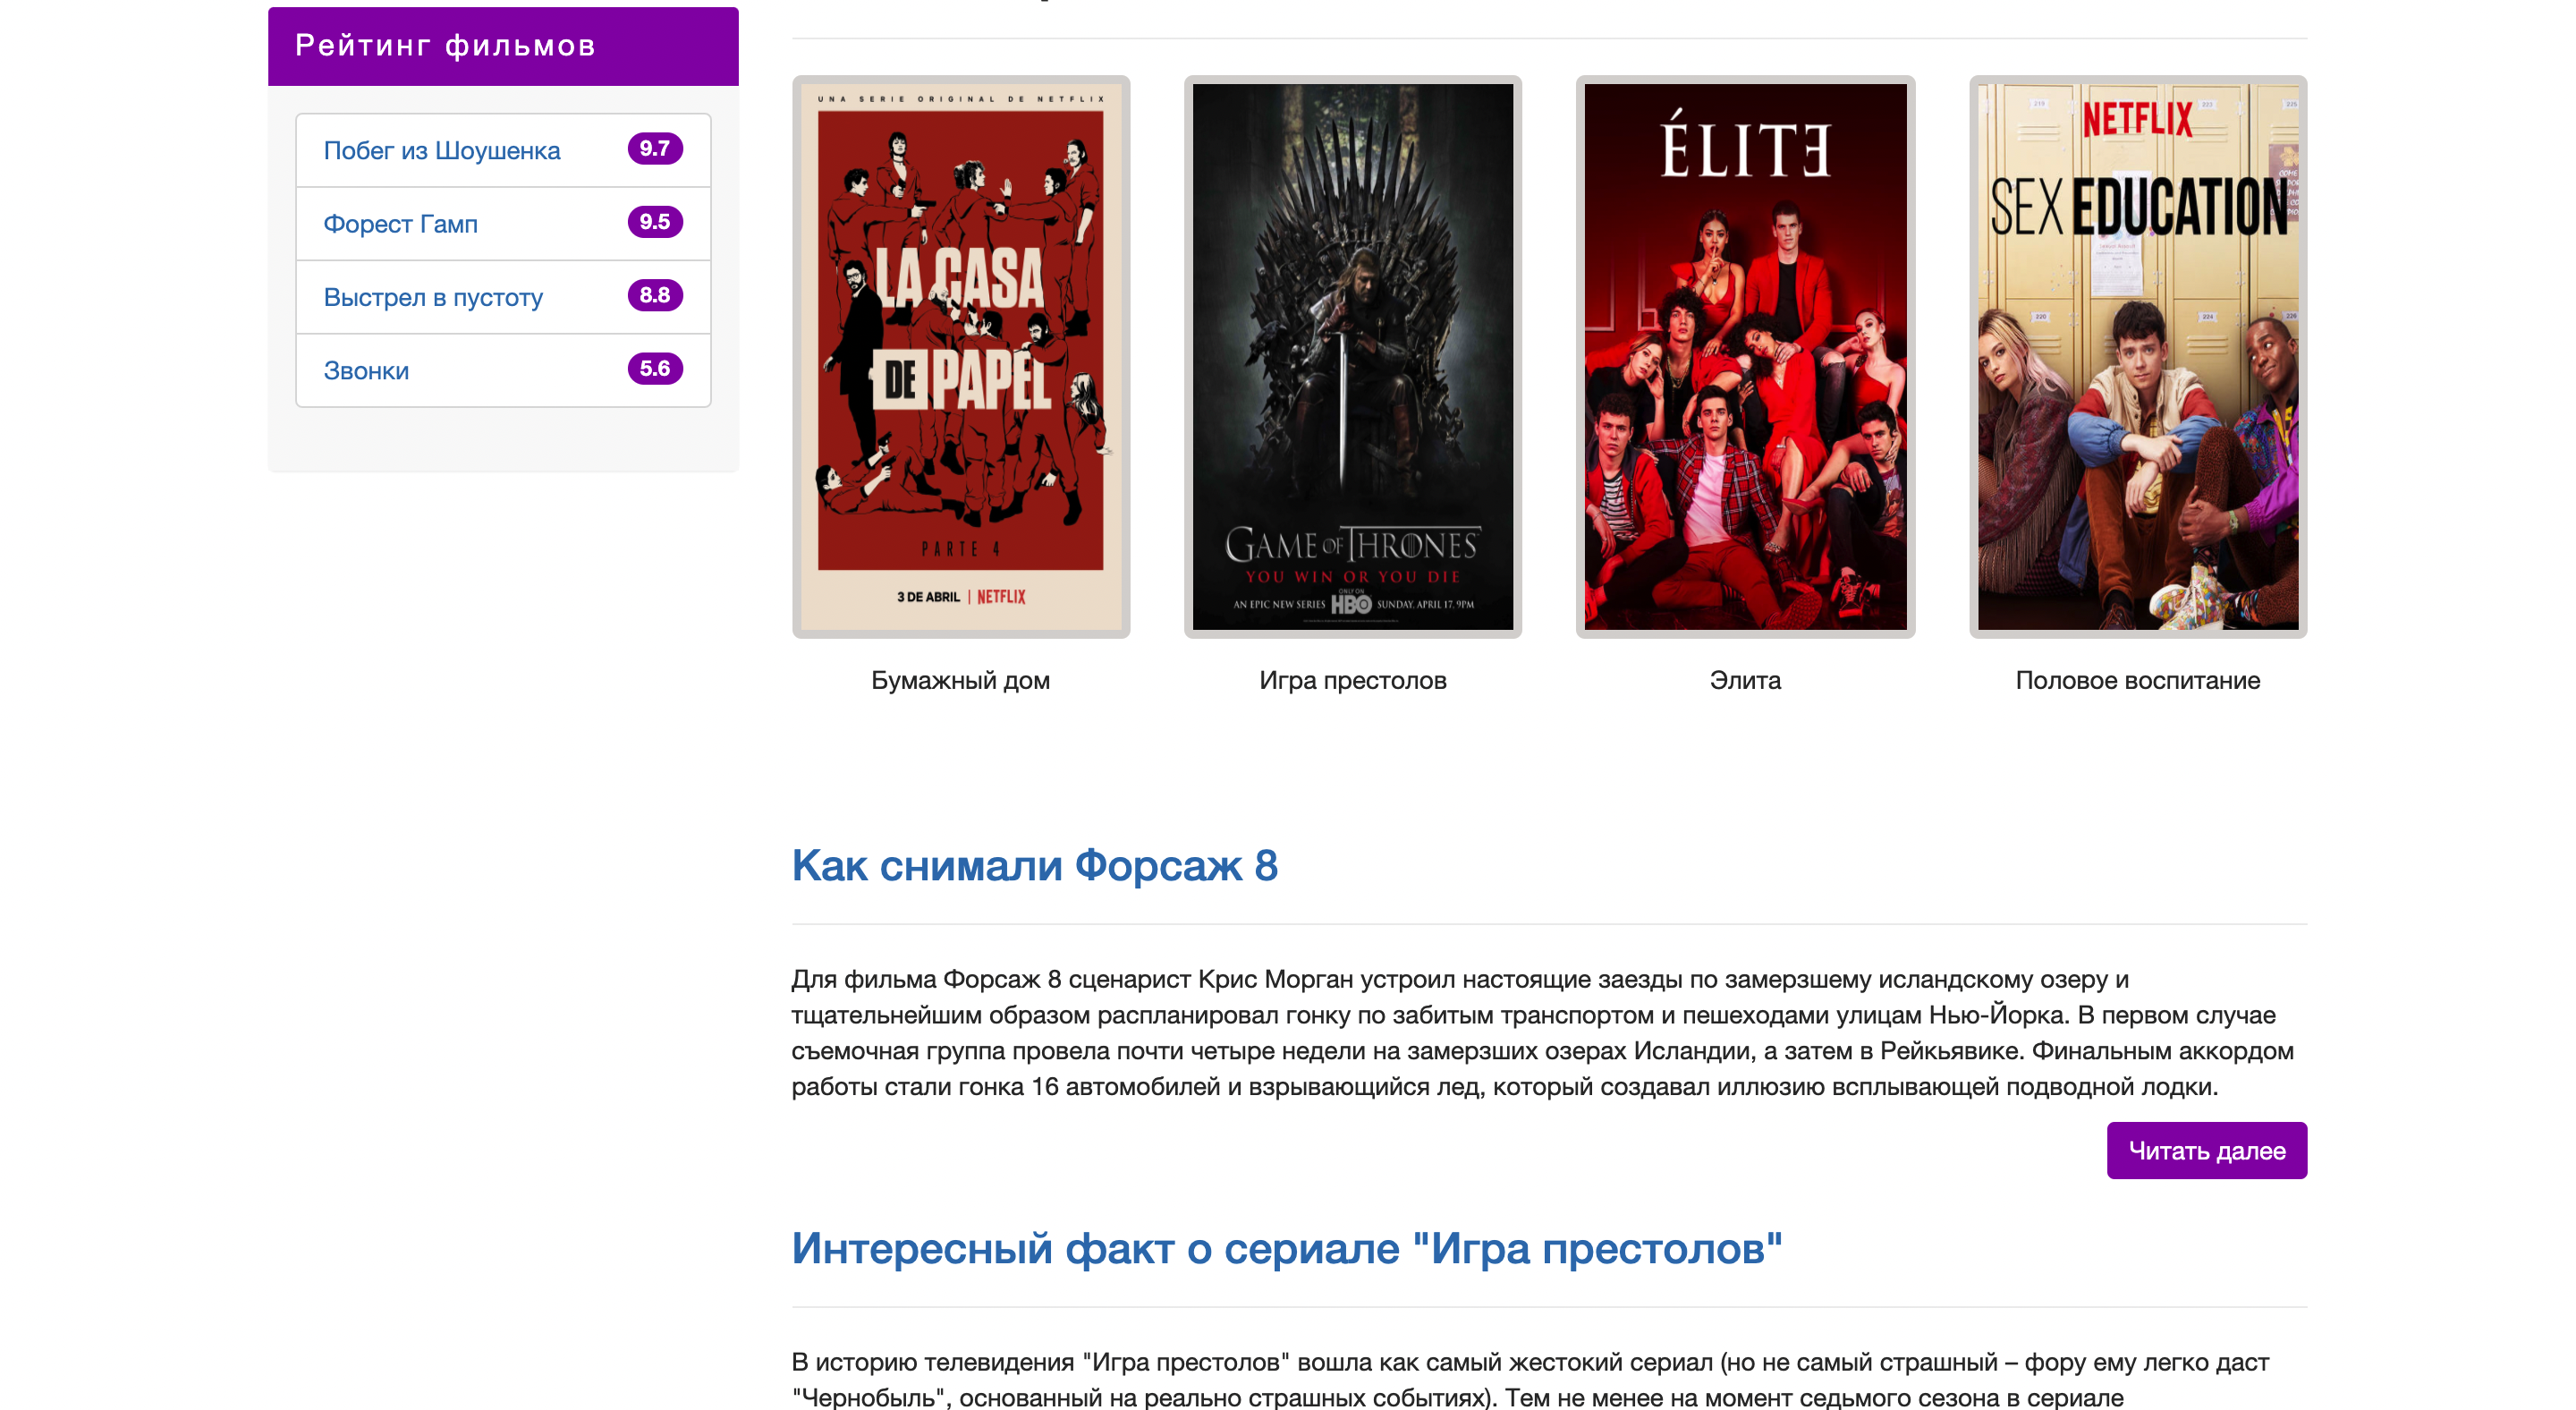 Рейтинг фильмов
Побег из Шоушенка 9.7
Форест Гамп 9.5
Выстрел в пустоту 8.8
Звонки 5.6
UNA SERIE ORIGINAL DE NETFLIX
LA CASA
DE PAPEL
PARTE 4
3 DE ABRIL | NETFLIX
Бумажный дом
GAME OF THRONES
YOU WIN OR YOU DIE
AN EPIC NEW SERIES ONLY ON HBO SUNDAY, APRIL 17, 9PM
Игра престолов
ÉLITE
Элита
NETFLIX
SEX EDUCATION
Половое воспитание
Как снимали Форсаж 8
Для фильма Форсаж 8 сценарист Крис Морган устроил настоящие заезды по замерзшему исландскому озеру и
тщательнейшим образом распланировал гонку по забитым транспортом и пешеходами улицам Нью-Йорка. В первом случае
съемочная группа провела почти четыре недели на замерзших озерах Исландии, а затем в Рейкьявике. Финальным аккордом
работы стали гонка 16 автомобилей и взрывающийся лед, который создавал иллюзию всплывающей подводной лодки.
Читать далее
Интересный факт о сериале "Игра престолов"
В историю телевидения "Игра престолов" вошла как самый жестокий сериал (но не самый страшный – фору ему легко даст
"Чернобыль", основанный на реально страшных событиях). Тем не менее на момент седьмого сезона в сериале